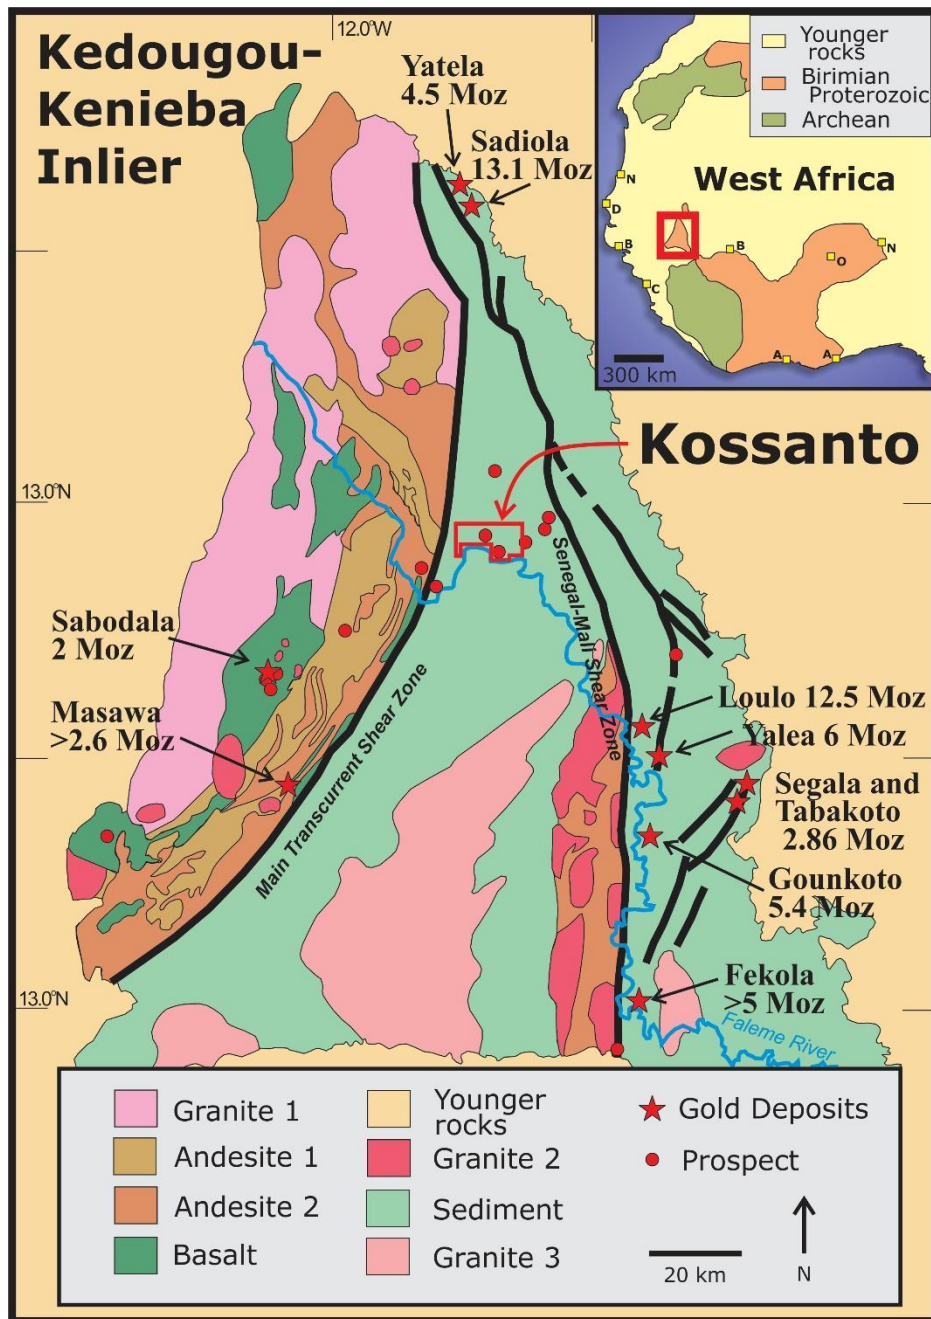 Kedougou-
Kenieba
Inlier
12.0°W
Yatela
4.5 Moz
Sadiola
13.1 Moz
Younger
rocks
Birimian
Proterozoic
Archean
West Africa
N
D
B
B
N
O
C
A
A
300 km
Kossanto
13.0°N
Senegal-Mali Shear Zone
Sabodala
2 Moz
Main Transcurrent Shear Zone
Masawa
>2.6 Moz
Loulo 12.5 Moz
Yalea 6 Moz
Segala and
Tabakoto
2.86 Moz
Gounkoto
5.4 Moz
Fekola
>5 Moz
13.0°N
Faleme River
Granite 1
Andesite 1
Andesite 2
Basalt
Younger
rocks
Granite 2
Sediment
Granite 3
Gold Deposits
Prospect
20 km
N